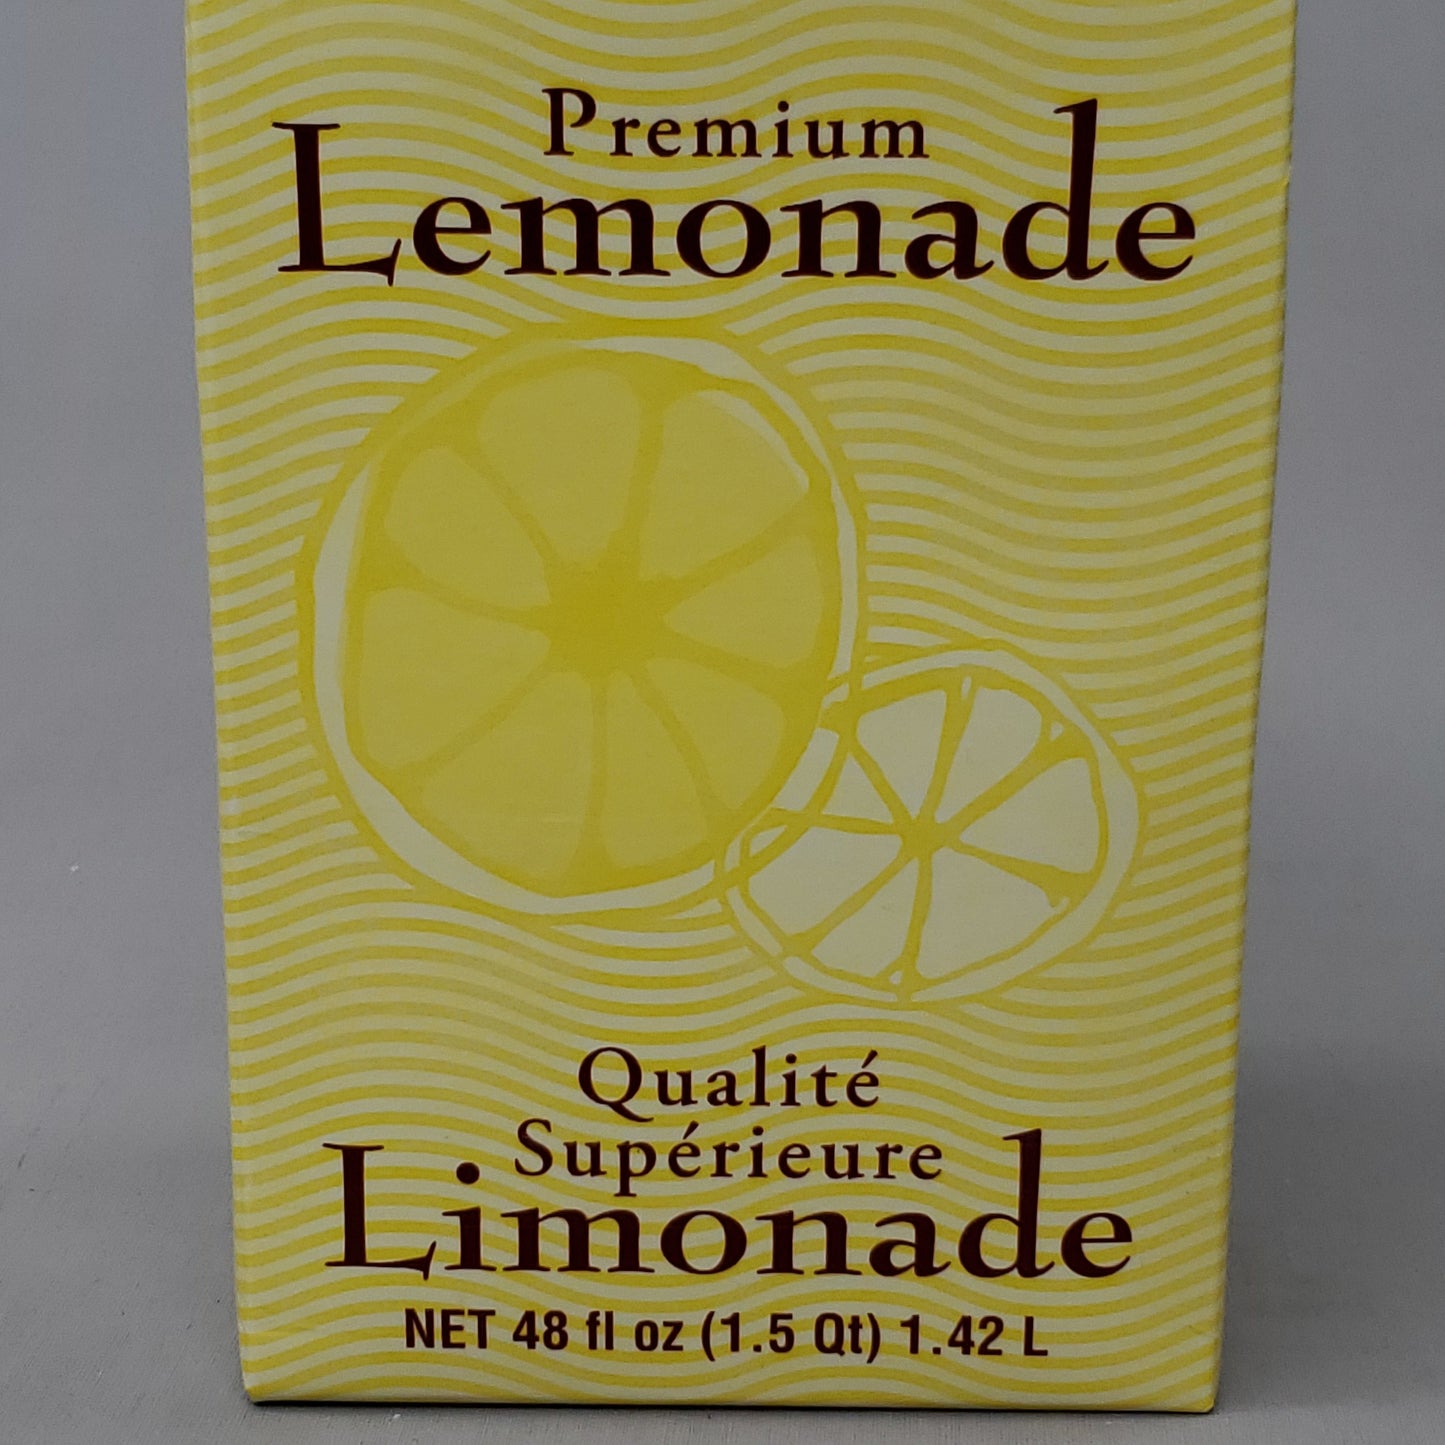 Premium
Lemonade
Qualité
Supérieure
Limonade
NET 48 fl oz (1.5 Qt) 1.42 L